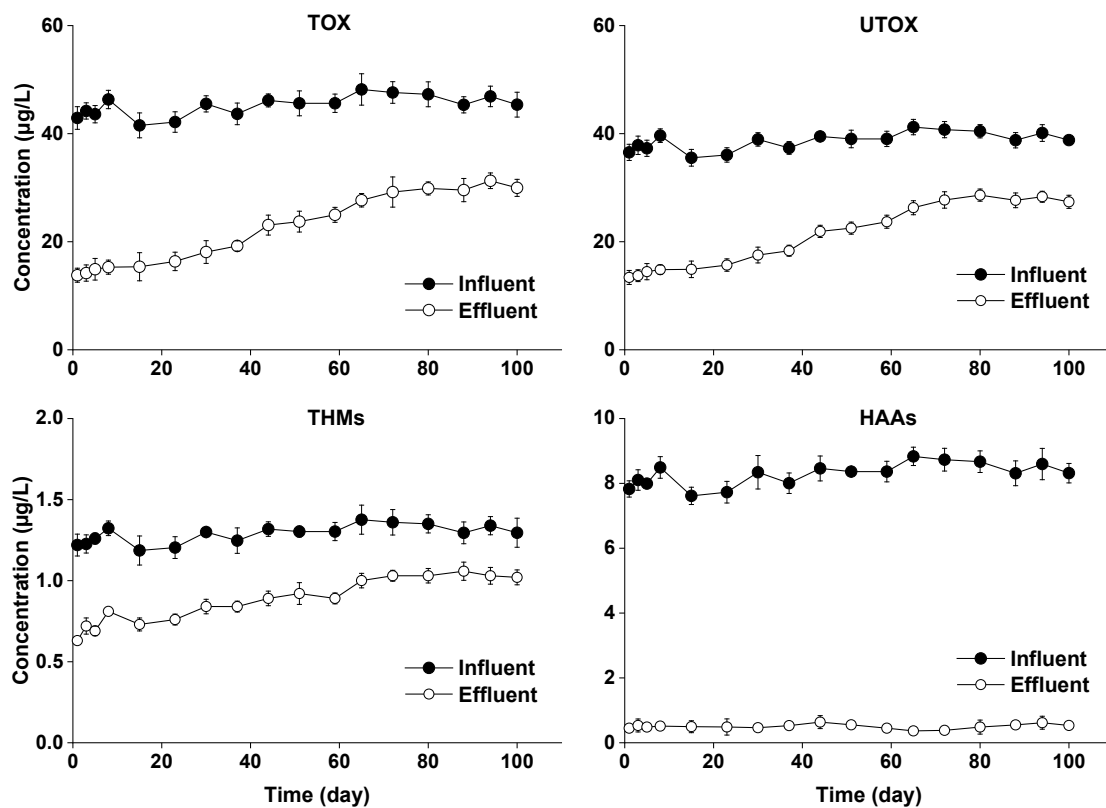 TOX
60
40
20
0
Concentration (µg/L)
Influent
Effluent
0 20 40 60 80 100
UTOX
60
40
20
0
Influent
Effluent
0 20 40 60 80 100
THMs
2.0
1.5
1.0
0.5
0.0
Concentration (µg/L)
Influent
Effluent
0 20 40 60 80 100
Time (day)
HAAs
10
8
6
4
2
0
Influent
Effluent
0 20 40 60 80 100
Time (day)